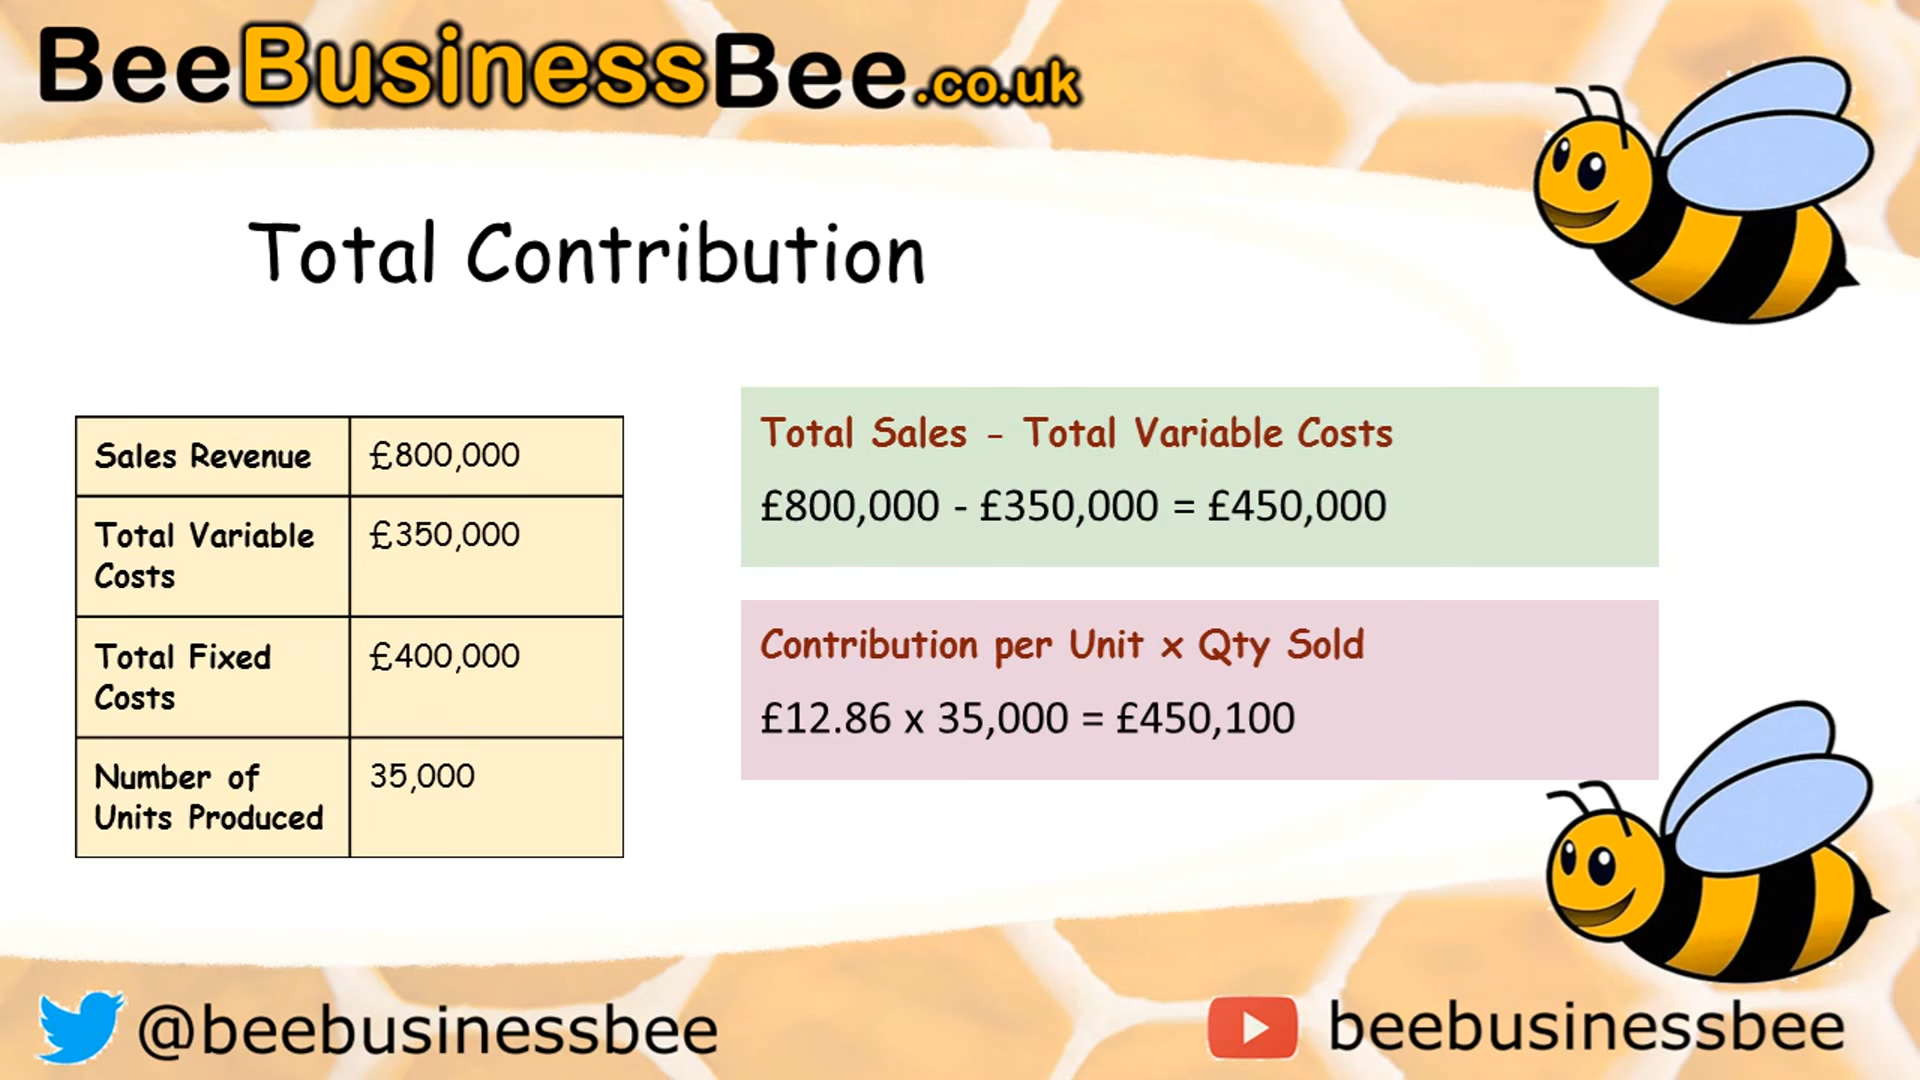 BeeBusinessBee.co.uk
Total Contribution
Sales Revenue £800,000
Total Variable Costs £350,000
Total Fixed Costs £400,000
Number of Units Produced 35,000
Total Sales - Total Variable Costs
£800,000 - £350,000 = £450,000
Contribution per Unit x Qty Sold
£12.86 x 35,000 = £450,100
@beebusinessbee
beebusinessbee